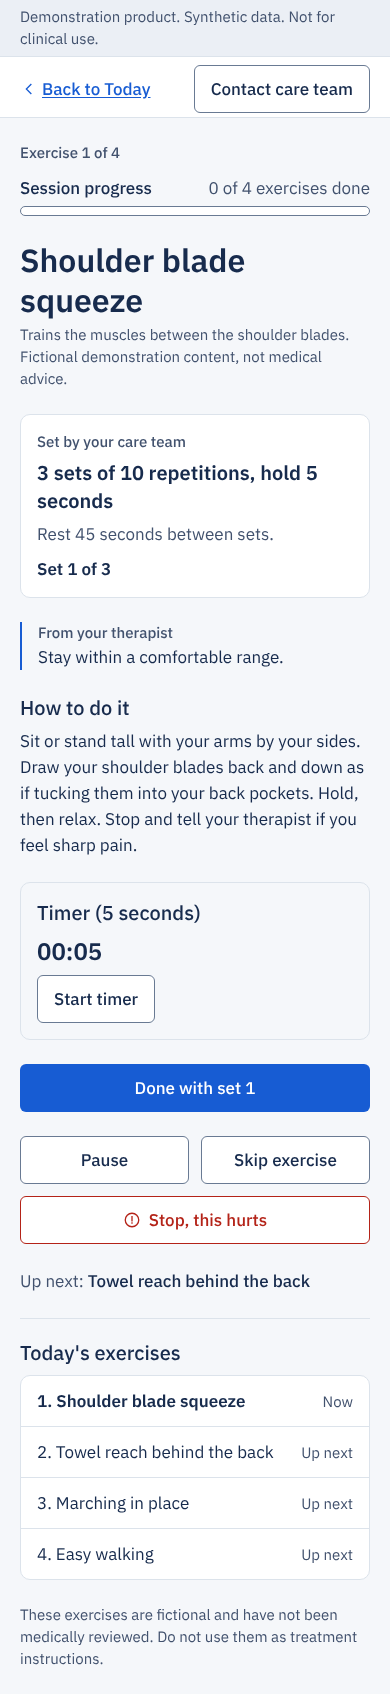 Demonstration product. Synthetic data. Not for
clinical use.
Back to Today
Contact care team
Exercise 1 of 4
Session progress
0 of 4 exercises done
Shoulder blade
squeeze
Trains the muscles between the shoulder blades.
Fictional demonstration content, not medical
advice.
Set by your care team
3 sets of 10 repetitions, hold 5
seconds
Rest 45 seconds between sets.
Set 1 of 3
From your therapist
Stay within a comfortable range.
How to do it
Sit or stand tall with your arms by your sides.
Draw your shoulder blades back and down as
if tucking them into your back pockets. Hold,
then relax. Stop and tell your therapist if you
feel sharp pain.
Timer (5 seconds)
00:05
Start timer
Done with set 1
Pause
Skip exercise
Stop, this hurts
Up next: Towel reach behind the back
Today's exercises
1. Shoulder blade squeeze
Now
2. Towel reach behind the back
Up next
3. Marching in place
Up next
4. Easy walking
Up next
These exercises are fictional and have not been
medically reviewed. Do not use them as treatment
instructions.